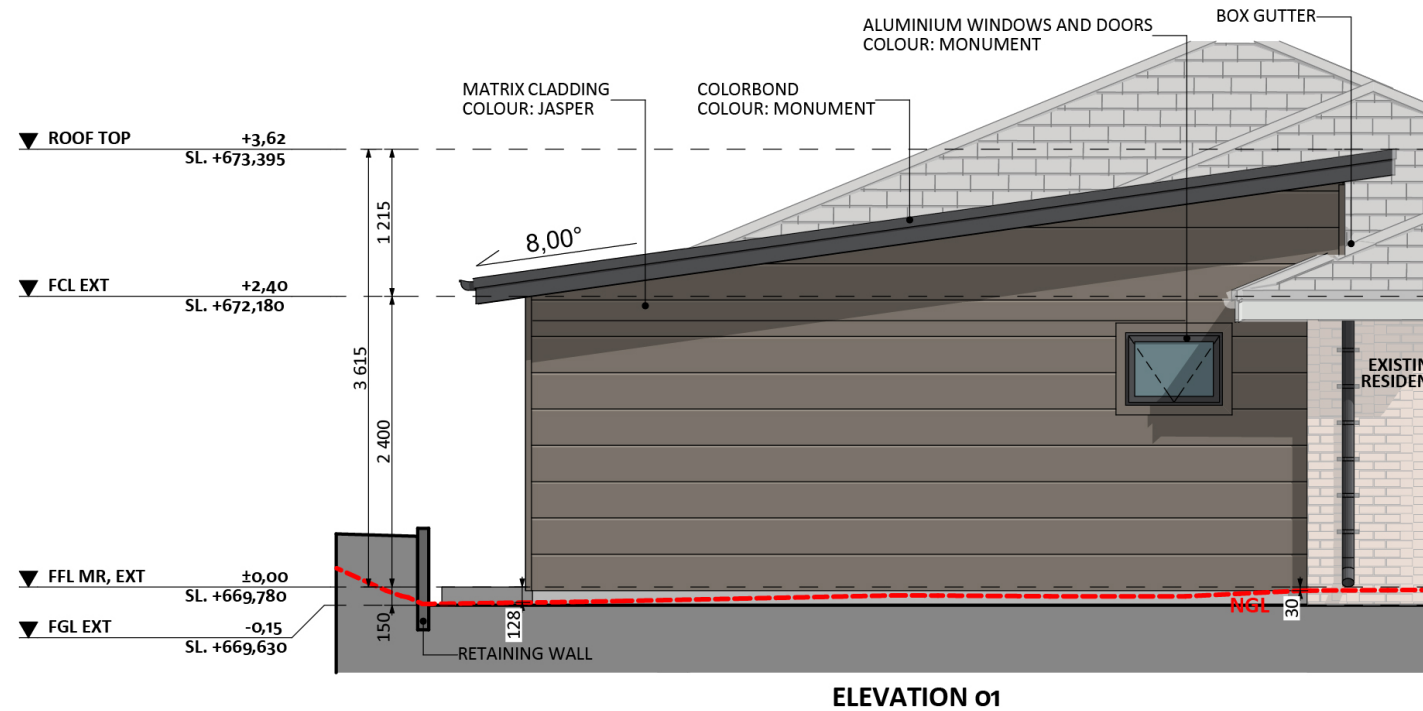 BOX GUTTER
ALUMINIUM WINDOWS AND DOORS
COLOUR: MONUMENT
MATRIX CLADDING
COLOUR: JASPER
COLORBOND
COLOUR: MONUMENT
ROOF TOP +3,62
SL. +673,395
1 215
8,00°
FCL EXT +2,40
SL. +672,180
3 615
2 400
EXISTIN
RESIDEN
FFL MR, EXT ±0,00
SL. +669,780
NGL
30
128
150
FGL EXT -0,15
SL. +669,630
RETAINING WALL
ELEVATION 01